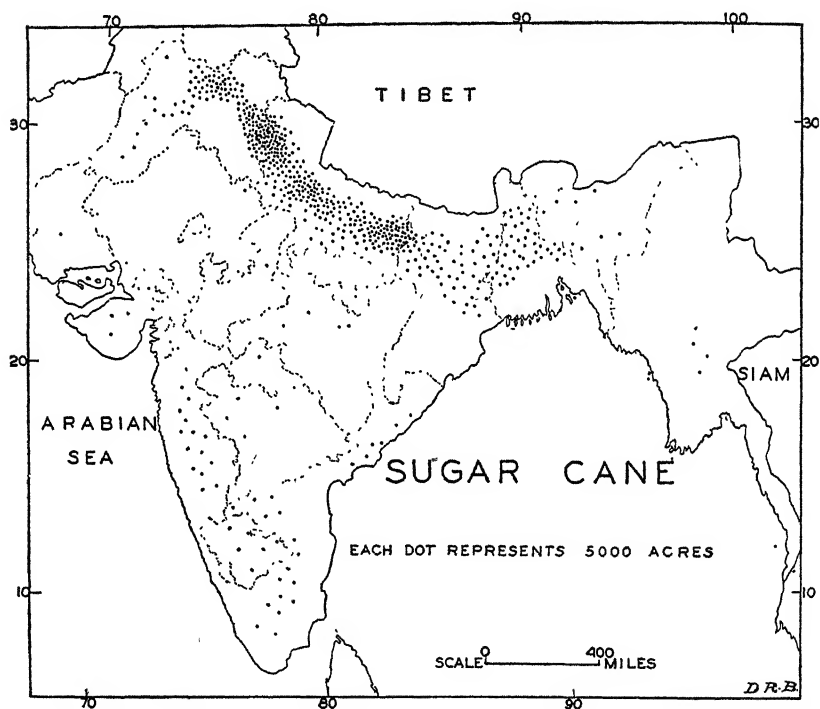 70 80 90 100
TIBET
30 30
20 20
SIAM
ARABIAN
SEA
SUGAR CANE
EACH DOT REPRESENTS 5000 ACRES
10 10
0 400
SCALE MILES
D.R.B.
70 80 90